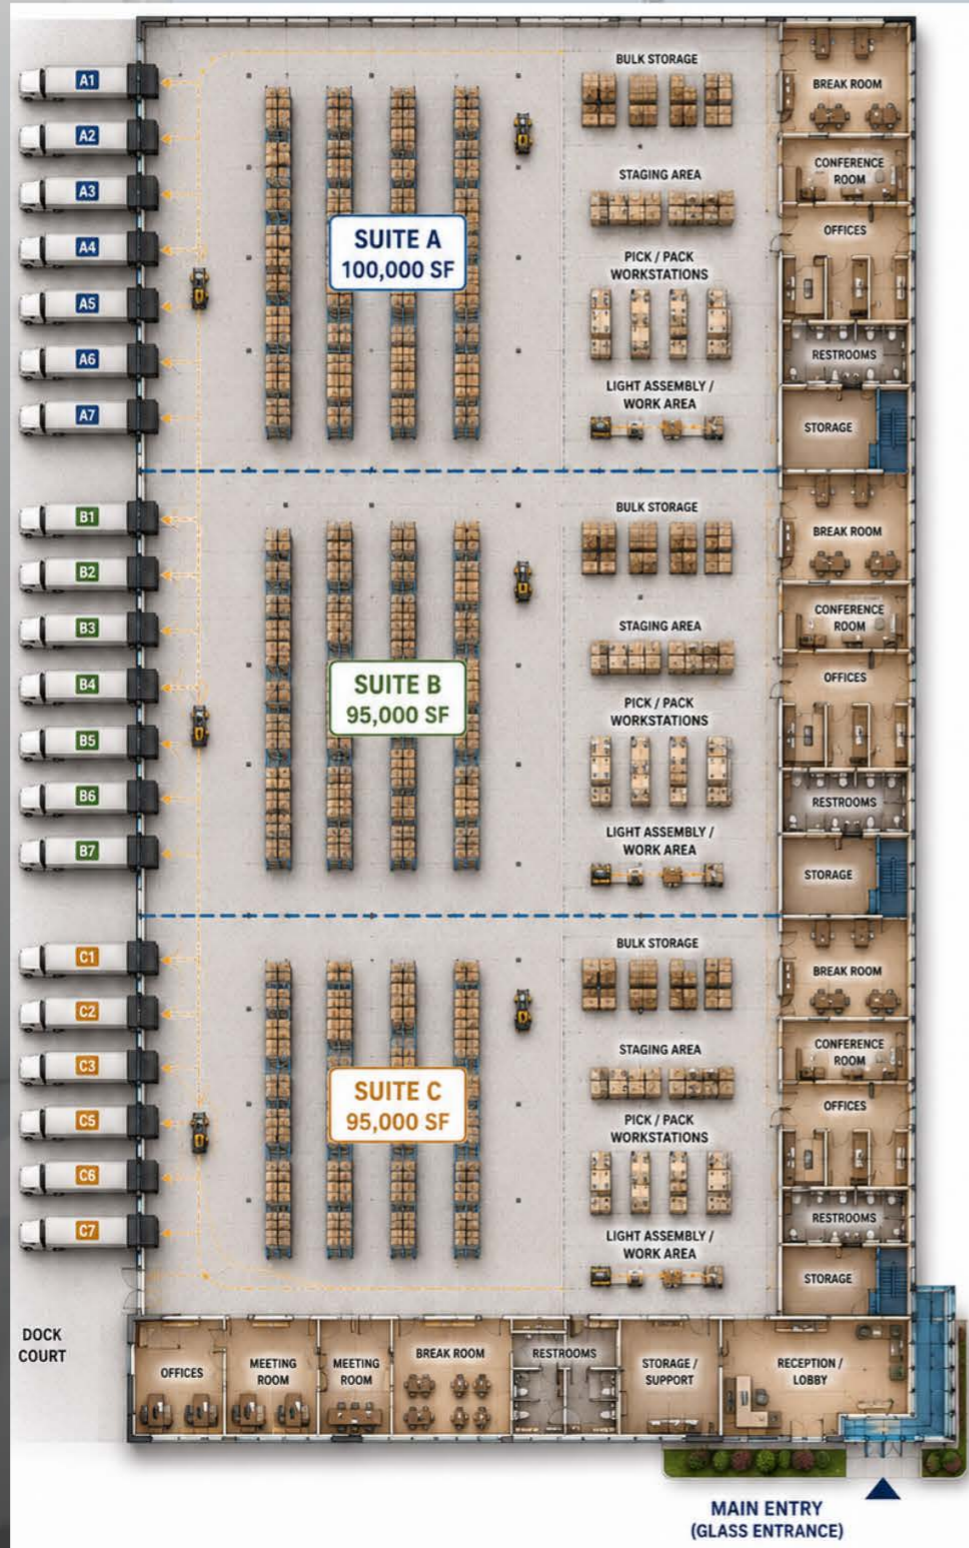 A1
A2
A3
A4
A5
A6
A7
SUITE A
100,000 SF
BULK STORAGE
STAGING AREA
PICK / PACK
WORKSTATIONS
LIGHT ASSEMBLY /
WORK AREA
BREAK ROOM
CONFERENCE
ROOM
OFFICES
RESTROOMS
STORAGE
B1
B2
B3
B4
B5
B6
B7
SUITE B
95,000 SF
BULK STORAGE
STAGING AREA
PICK / PACK
WORKSTATIONS
LIGHT ASSEMBLY /
WORK AREA
BREAK ROOM
CONFERENCE
ROOM
OFFICES
RESTROOMS
STORAGE
C1
C2
C3
C5
C6
C7
SUITE C
95,000 SF
BULK STORAGE
STAGING AREA
PICK / PACK
WORKSTATIONS
LIGHT ASSEMBLY /
WORK AREA
BREAK ROOM
CONFERENCE
ROOM
OFFICES
RESTROOMS
STORAGE
DOCK
COURT
OFFICES
MEETING
ROOM
MEETING
ROOM
BREAK ROOM
RESTROOMS
STORAGE /
SUPPORT
RECEPTION /
LOBBY
MAIN ENTRY
(GLASS ENTRANCE)